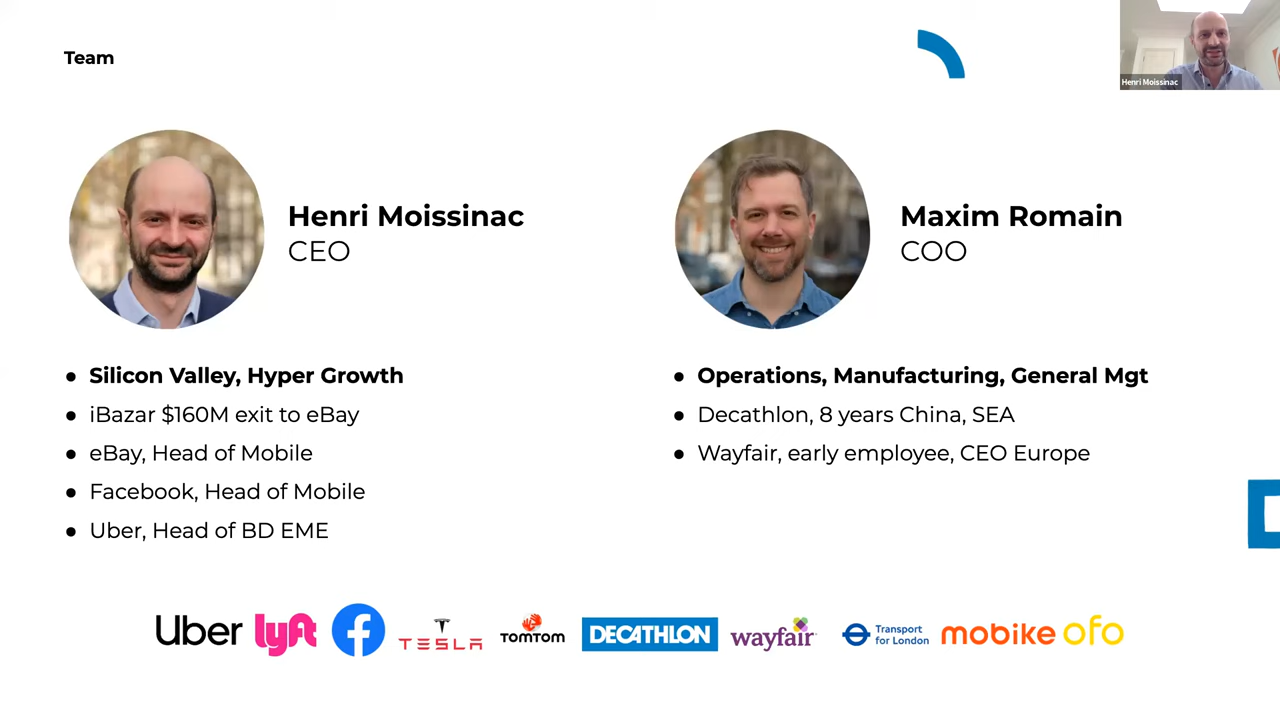 Team
Henri Moissinac
Henri Moissinac
CEO
Maxim Romain
COO
● Silicon Valley, Hyper Growth
● iBazar $160M exit to eBay
● eBay, Head of Mobile
● Facebook, Head of Mobile
● Uber, Head of BD EME
● Operations, Manufacturing, General Mgt
● Decathlon, 8 years China, SEA
● Wayfair, early employee, CEO Europe
Uber lyft f TESLA TOMTOM DECATHLON wayfair Transport for London mobike ofo